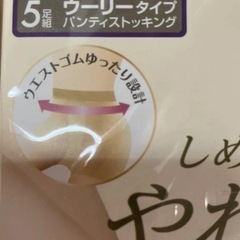 5足組
ウーリータイプ
パンティストッキング
ウエストゴムゆったり設計
しめ
やわ